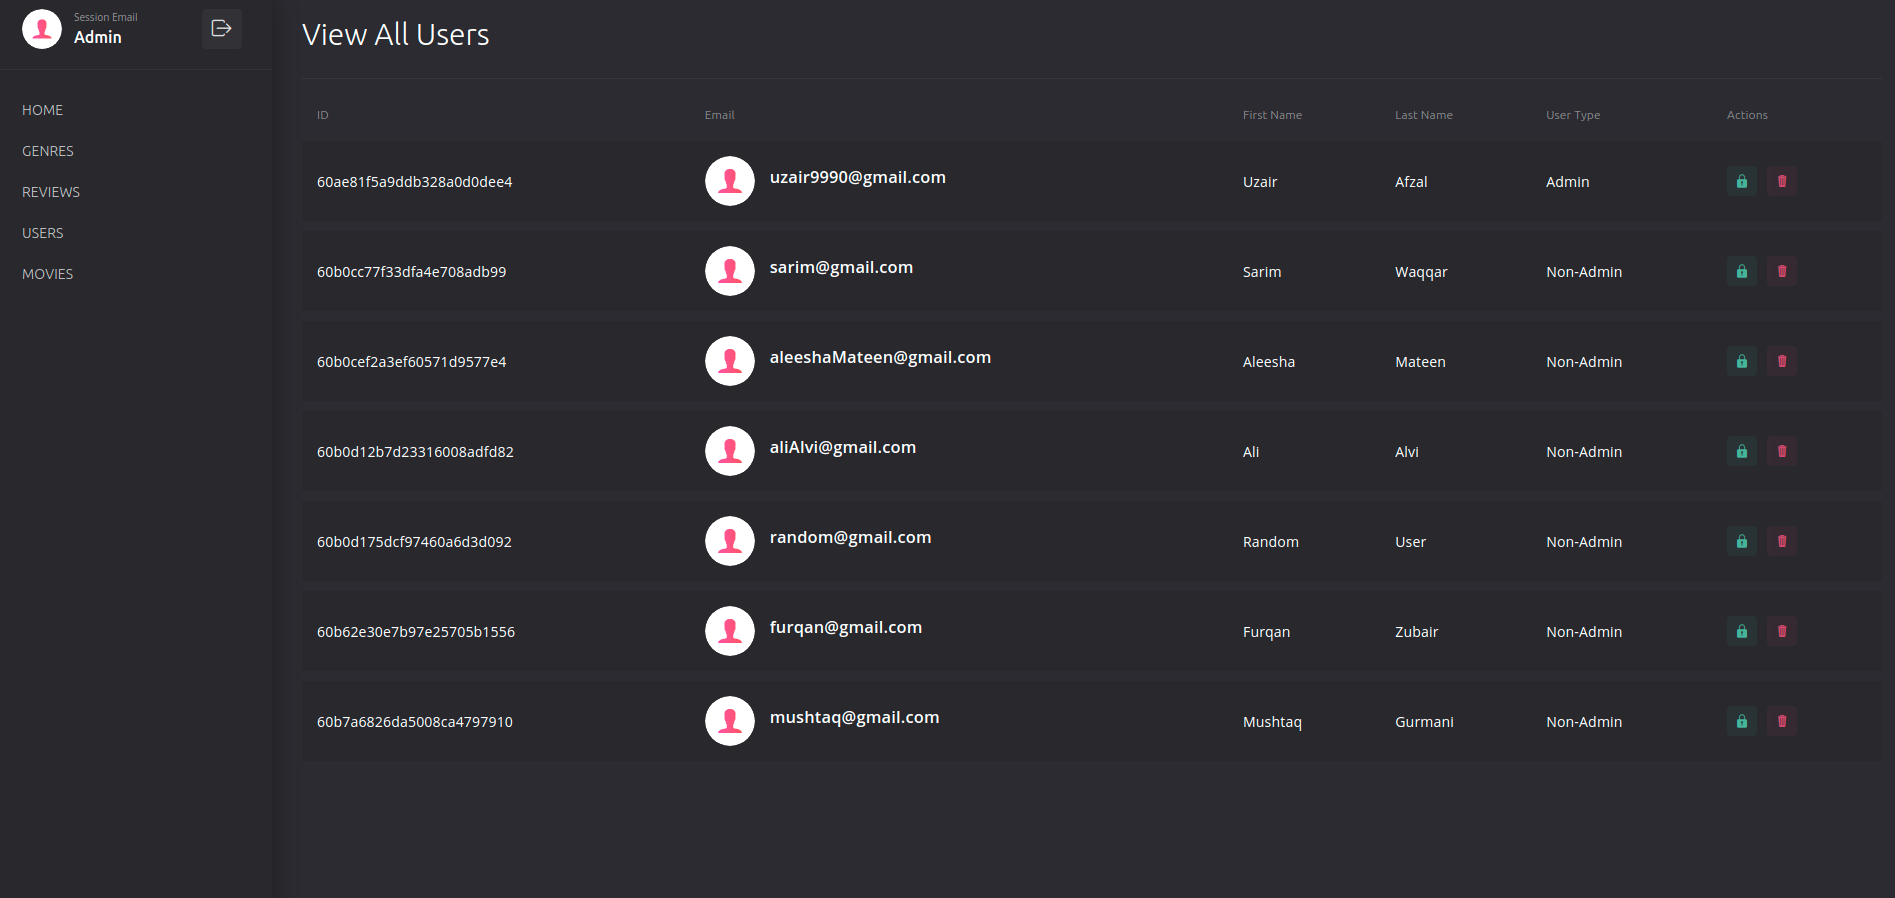 Session Email
Admin
HOME
GENRES
REVIEWS
USERS
MOVIES
View All Users
ID Email First Name Last Name User Type Actions
60ae81f5a9ddb328a0d0dee4 uzair9990@gmail.com Uzair Afzal Admin
60b0cc77f33dfa4e708adb99 sarim@gmail.com Sarim Waqqar Non-Admin
60b0cef2a3ef60571d9577e4 aleeshaMateen@gmail.com Aleesha Mateen Non-Admin
60b0d12b7d23316008adfd82 aliAlvi@gmail.com Ali Alvi Non-Admin
60b0d175dcf97460a6d3d092 random@gmail.com Random User Non-Admin
60b62e30e7b97e25705b1556 furqan@gmail.com Furqan Zubair Non-Admin
60b7a6826da5008ca4797910 mushtaq@gmail.com Mushtaq Gurmani Non-Admin